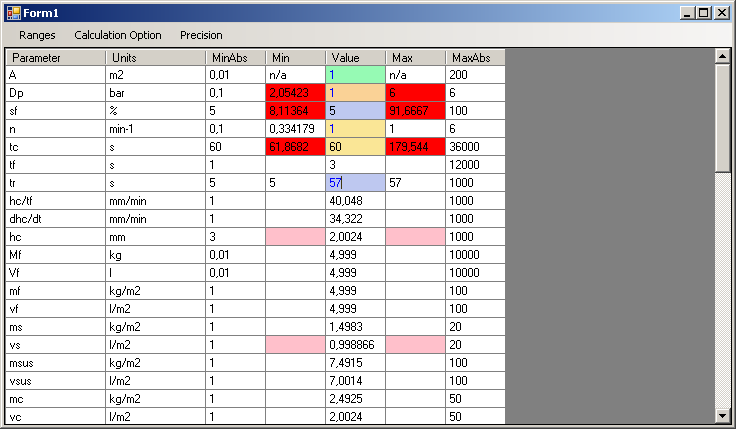 Form1
Ranges Calculation Option Precision
Parameter Units MinAbs Min Value Max MaxAbs
A m2 0,01 n/a 1 n/a 200
Dp bar 0,1 2,05423 1 6 6
sf % 5 8,11364 5 91,6667 100
n min-1 0,1 0,334179 1 1 6
tc s 60 61,8682 60 179,544 36000
tf s 1 3 12000
tr s 5 5 57 57 1000
hc/tf mm/min 1 40,048 1000
dhc/dt mm/min 1 34,322 1000
hc mm 3 2,0024 1000
Mf kg 0,01 4,999 10000
Vf l 0,01 4,999 10000
mf kg/m2 1 4,999 100
vf l/m2 1 4,999 100
ms kg/m2 1 1,4983 20
vs l/m2 1 0,998866 20
msus kg/m2 1 7,4915 100
vsus l/m2 1 7,0014 100
mc kg/m2 1 2,4925 50
vc l/m2 1 2,0024 50